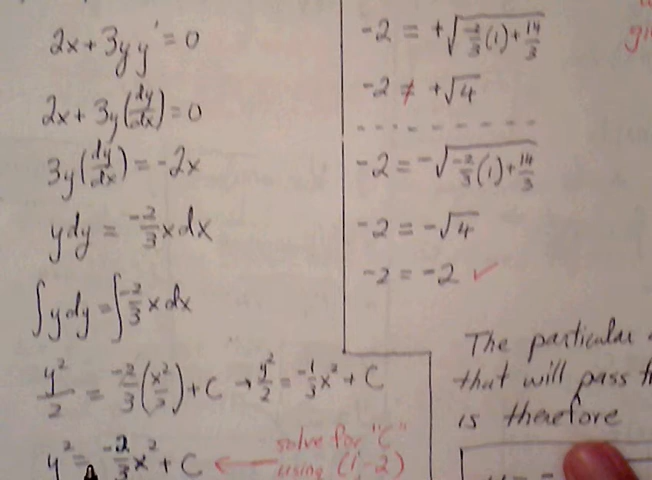 2x + 3yy' = 0
2x + 3y(dy/dx) = 0
3y(dy/dx) = -2x
ydy = -2/3 xdx
∫ydy = ∫-2/3 xdx
y²/2 = -2/3(x²/2) + C → y²/2 = -1/3x² + C
y² = -2/3x² + C ← solve for "C"
using (1,-2)
-2 = +√(-2/3(1) + 14/3)
-2 ≠ +√4
-2 = -√(-2/3(1) + 14/3)
-2 = -√4
-2 = -2 ✓
The particular
that will pass
is therefore